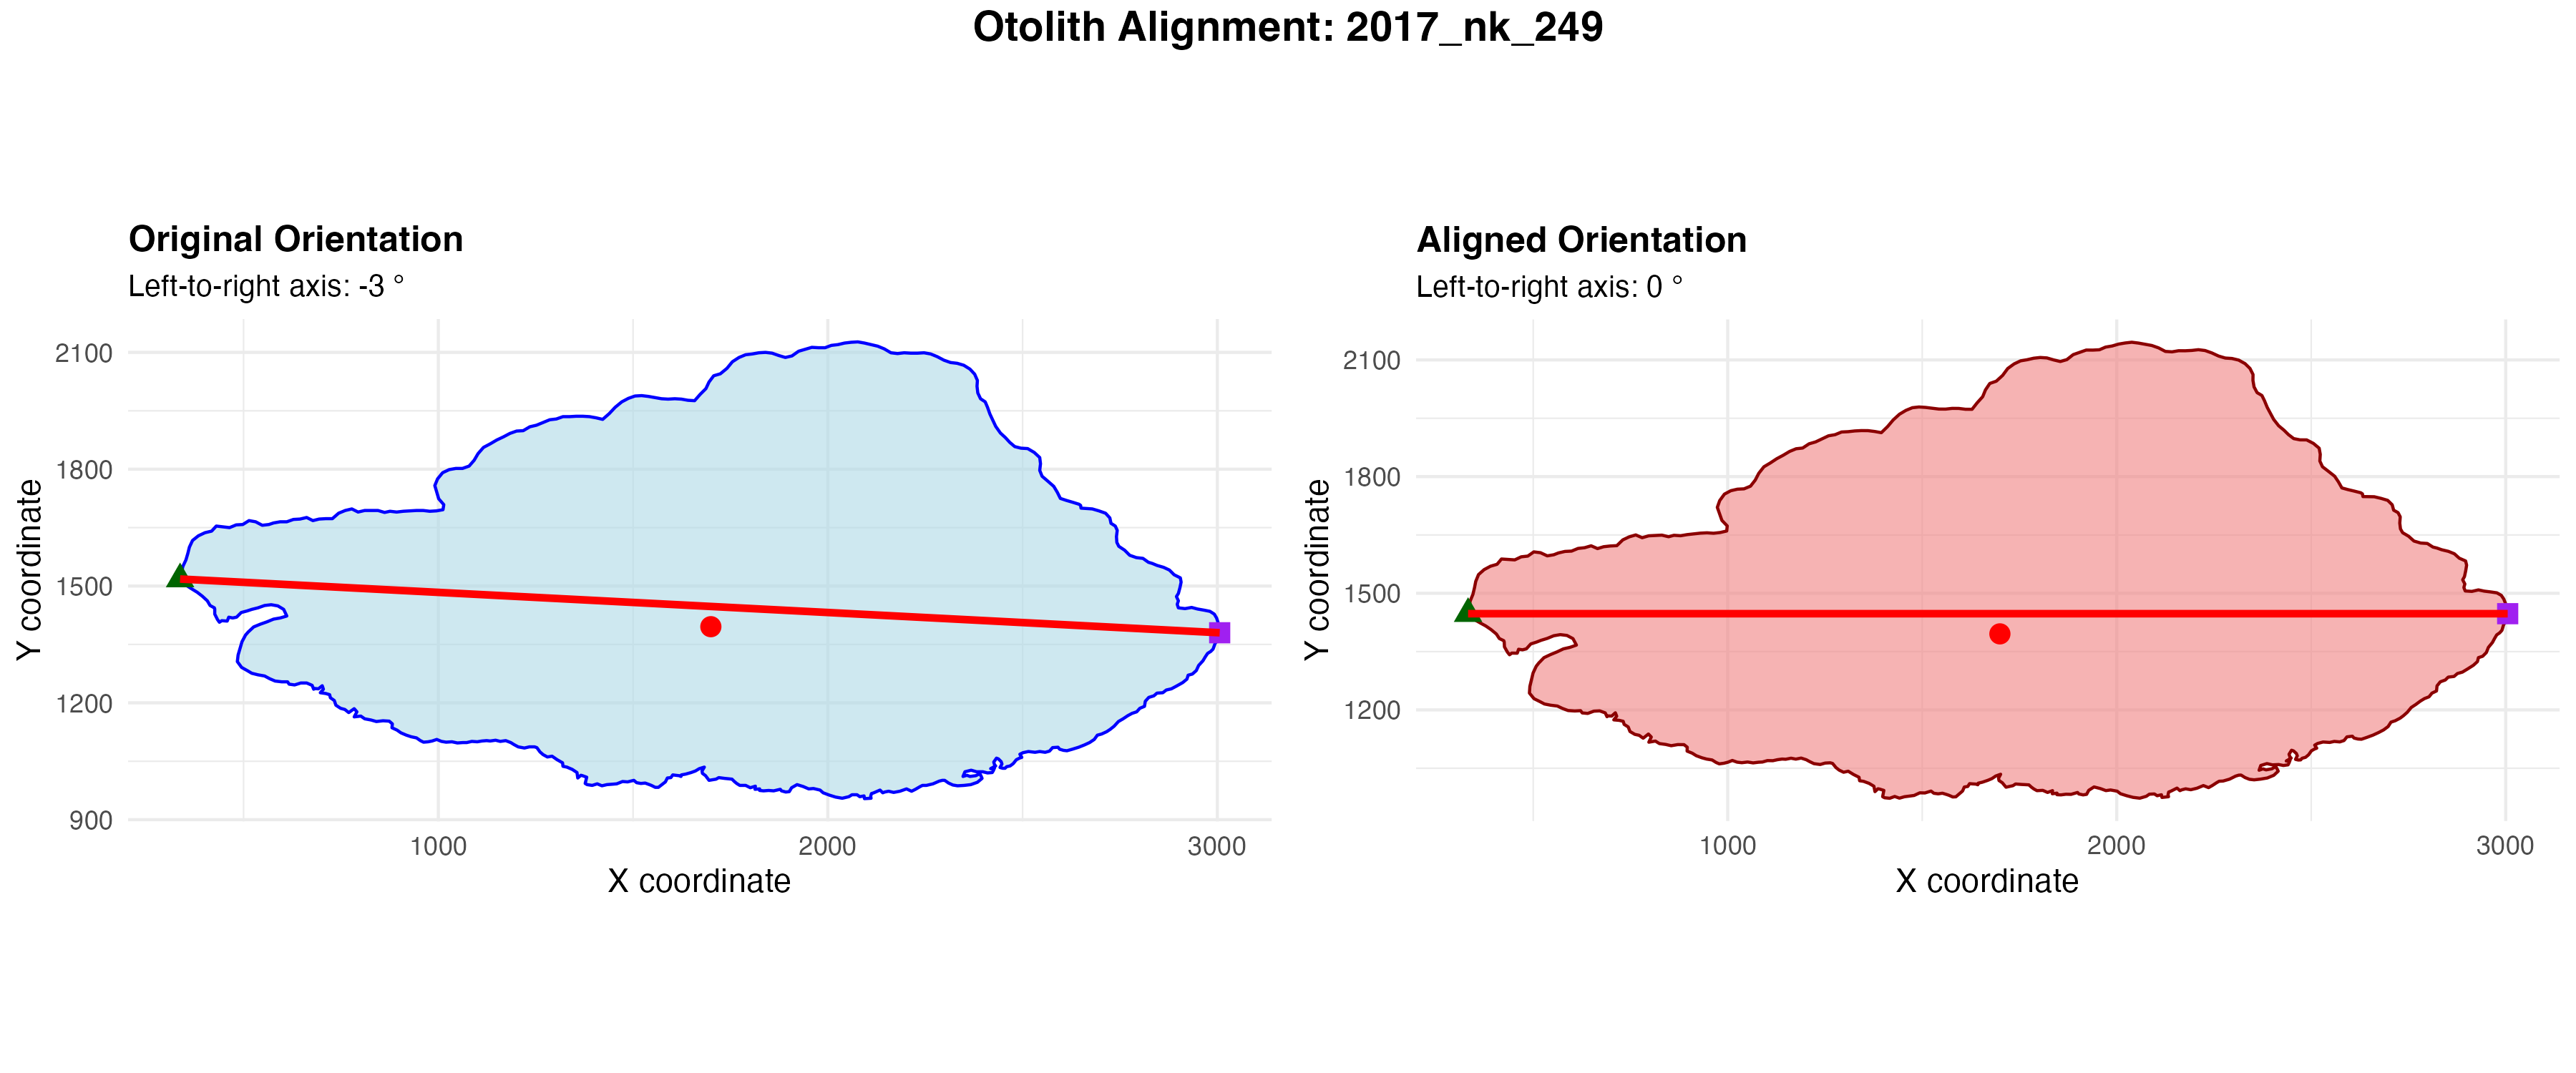 Otolith Alignment: 2017_nk_249
Original Orientation
Left-to-right axis: -3 °
2100
1800
1500
1200
900
Y coordinate
1000
2000
3000
X coordinate
Aligned Orientation
Left-to-right axis: 0 °
2100
1800
1500
1200
Y coordinate
1000
2000
3000
X coordinate